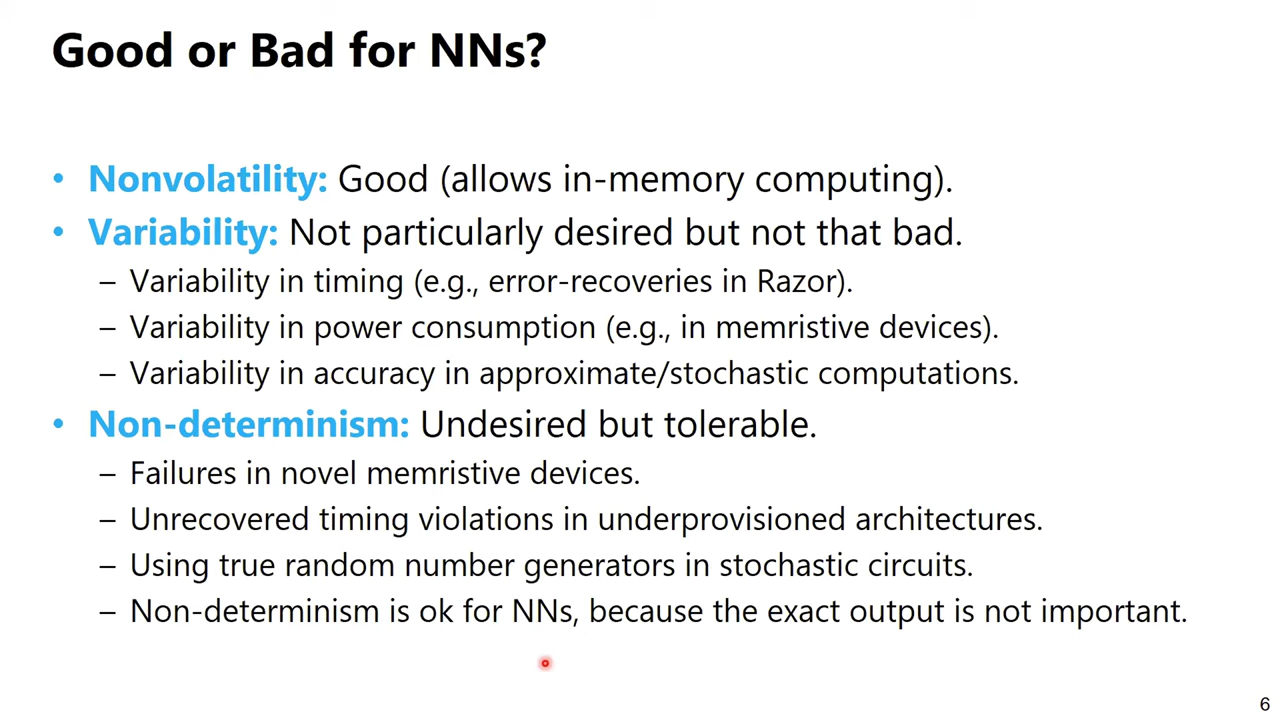 Good or Bad for NNs?
• Nonvolatility: Good (allows in-memory computing).
• Variability: Not particularly desired but not that bad.
– Variability in timing (e.g., error-recoveries in Razor).
– Variability in power consumption (e.g., in memristive devices).
– Variability in accuracy in approximate/stochastic computations.
• Non-determinism: Undesired but tolerable.
– Failures in novel memristive devices.
– Unrecovered timing violations in underprovisioned architectures.
– Using true random number generators in stochastic circuits.
– Non-determinism is ok for NNs, because the exact output is not important.
6